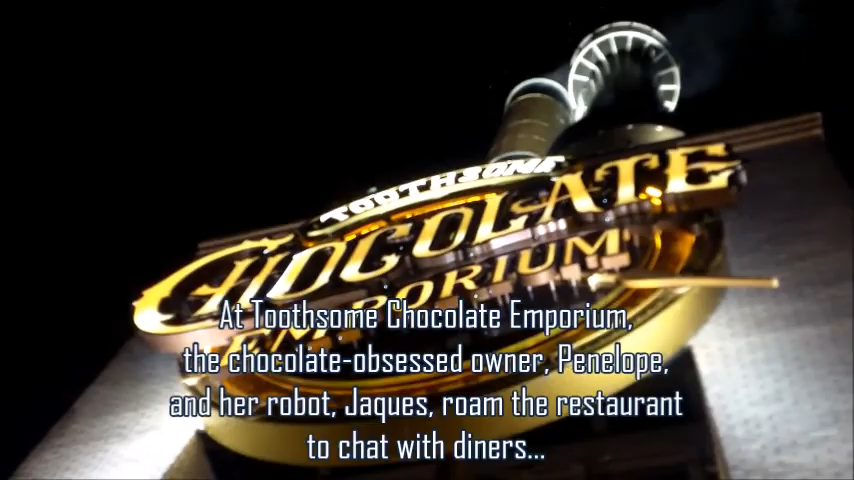 TOOTHSOME
CHOCOLATE
EMPORIUM
At Toothsome Chocolate Emporium,
the chocolate-obsessed owner, Penelope,
and her robot, Jaques, roam the restaurant
to chat with diners...